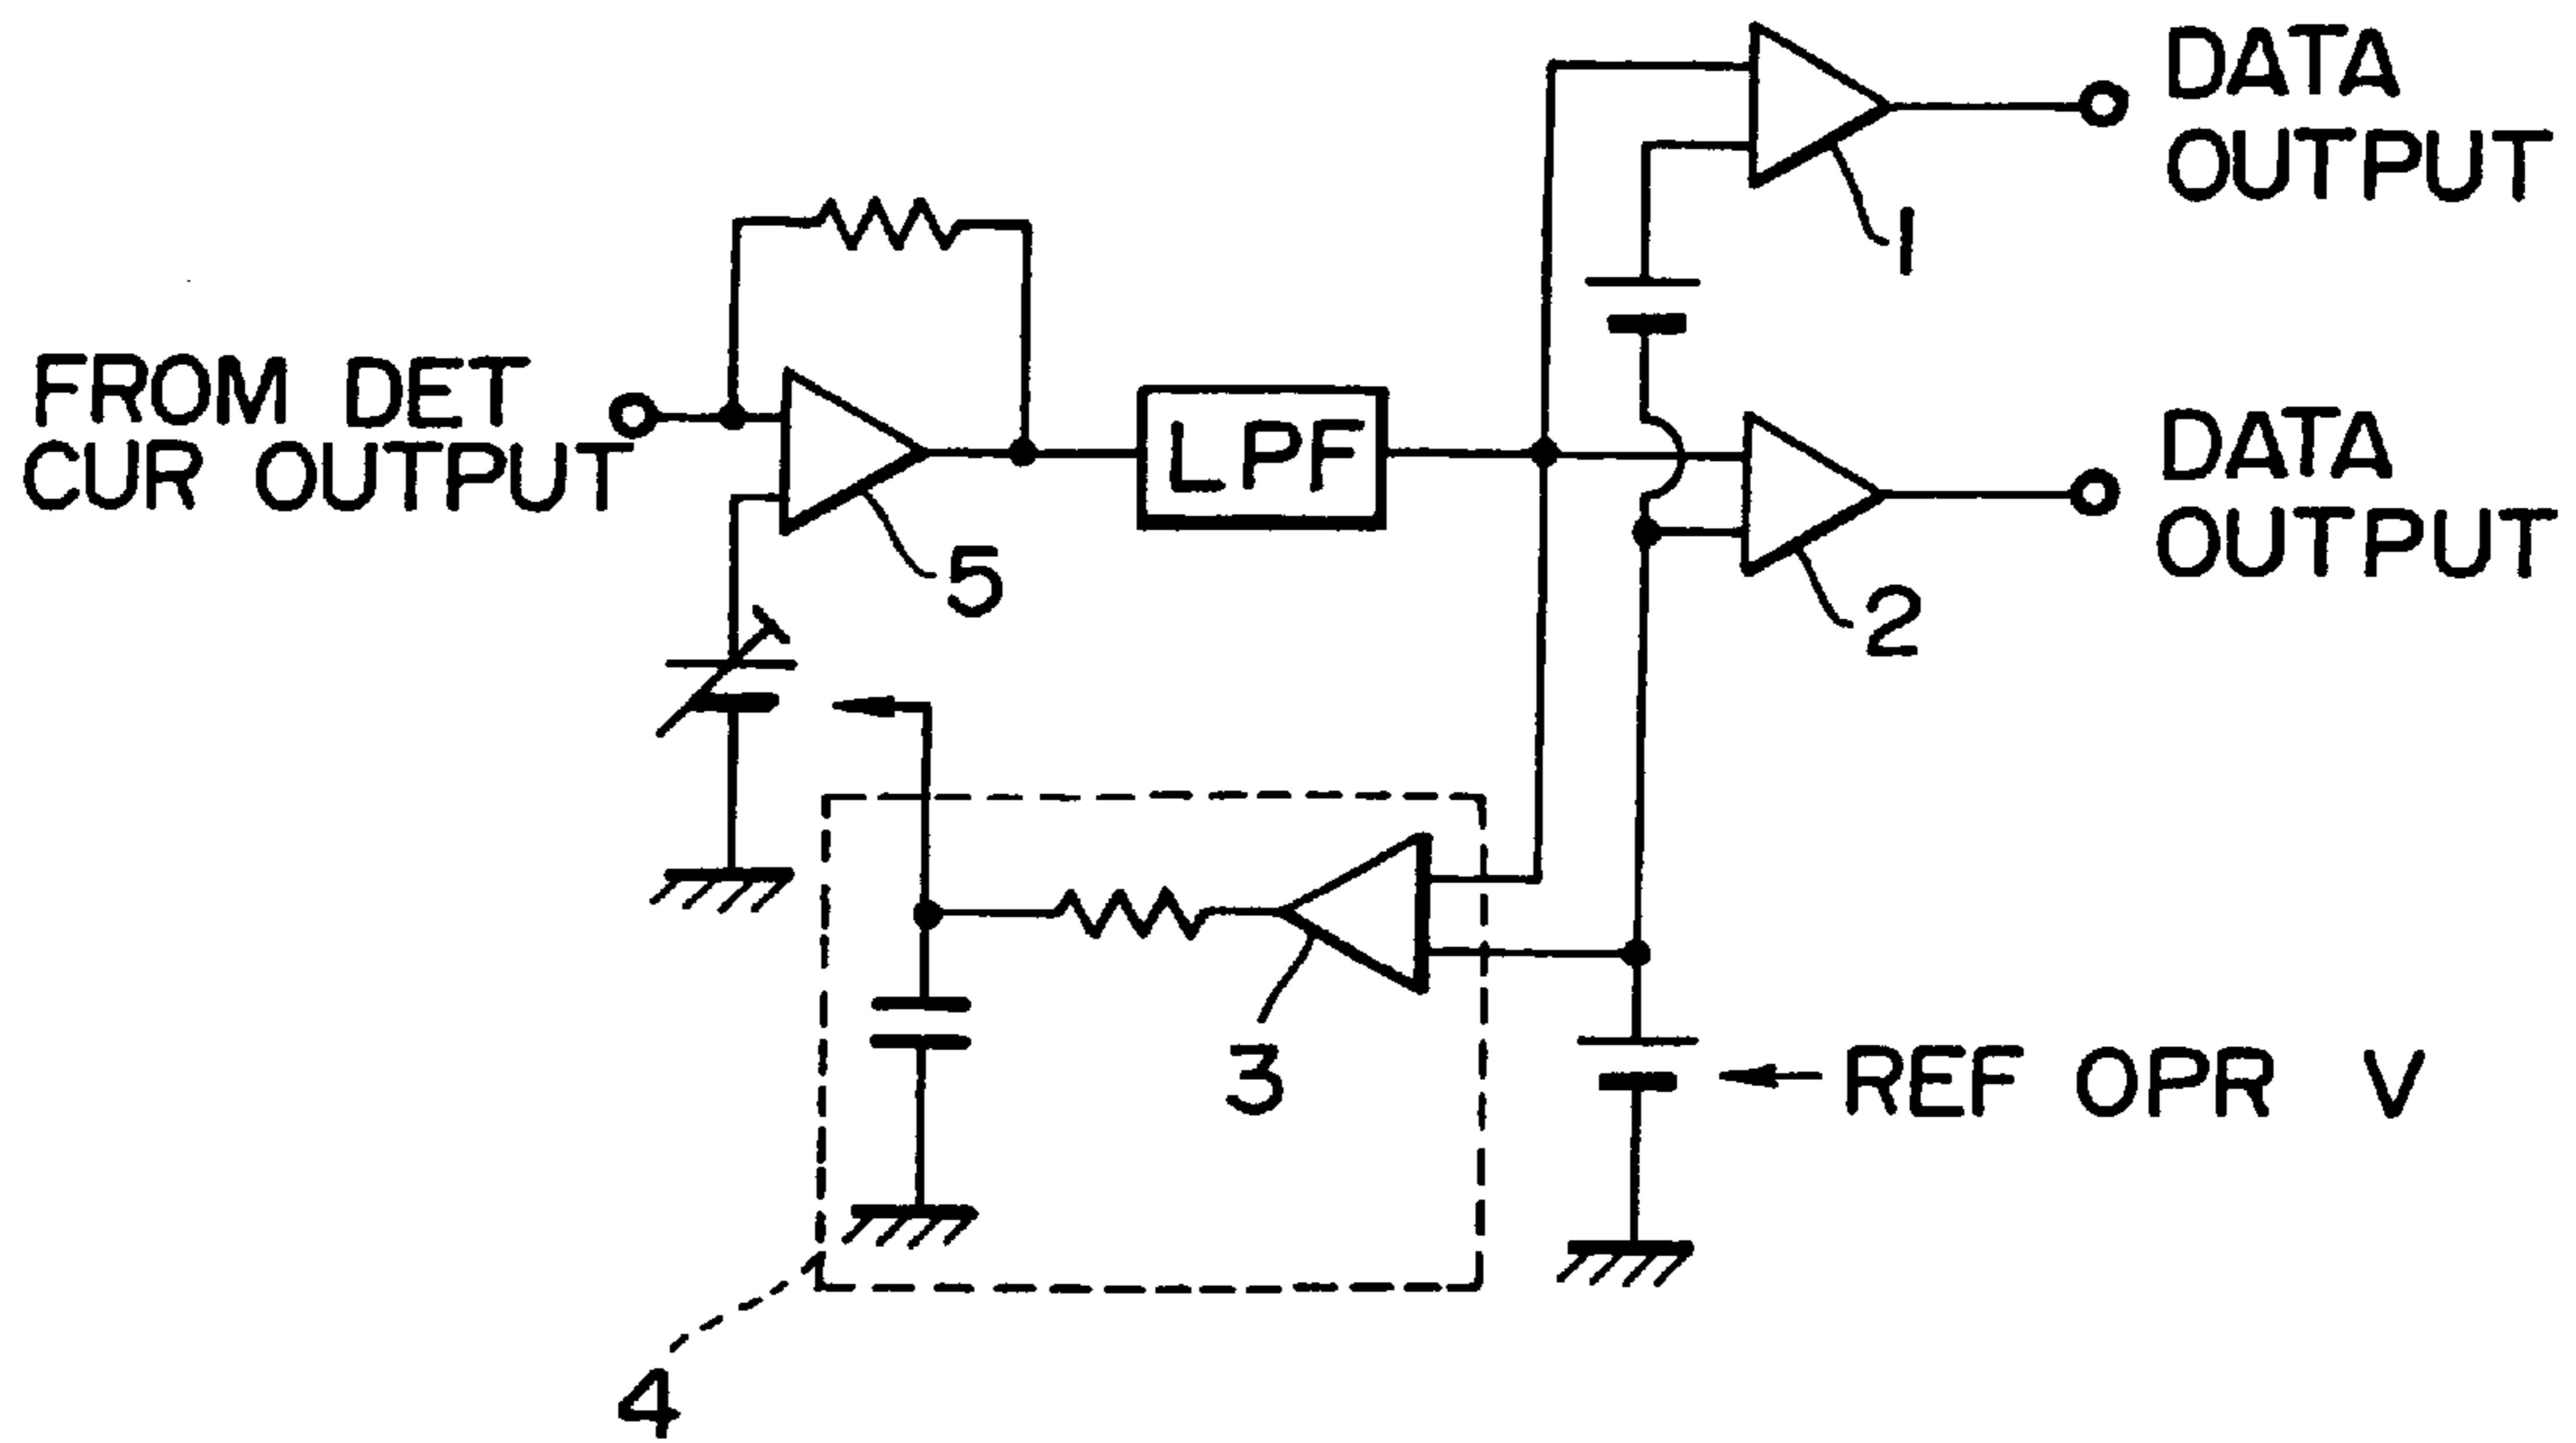 DATA
OUTPUT
1
FROM DET
CUR OUTPUT
5
LPF
DATA
OUTPUT
2
3
REF OPR V
4